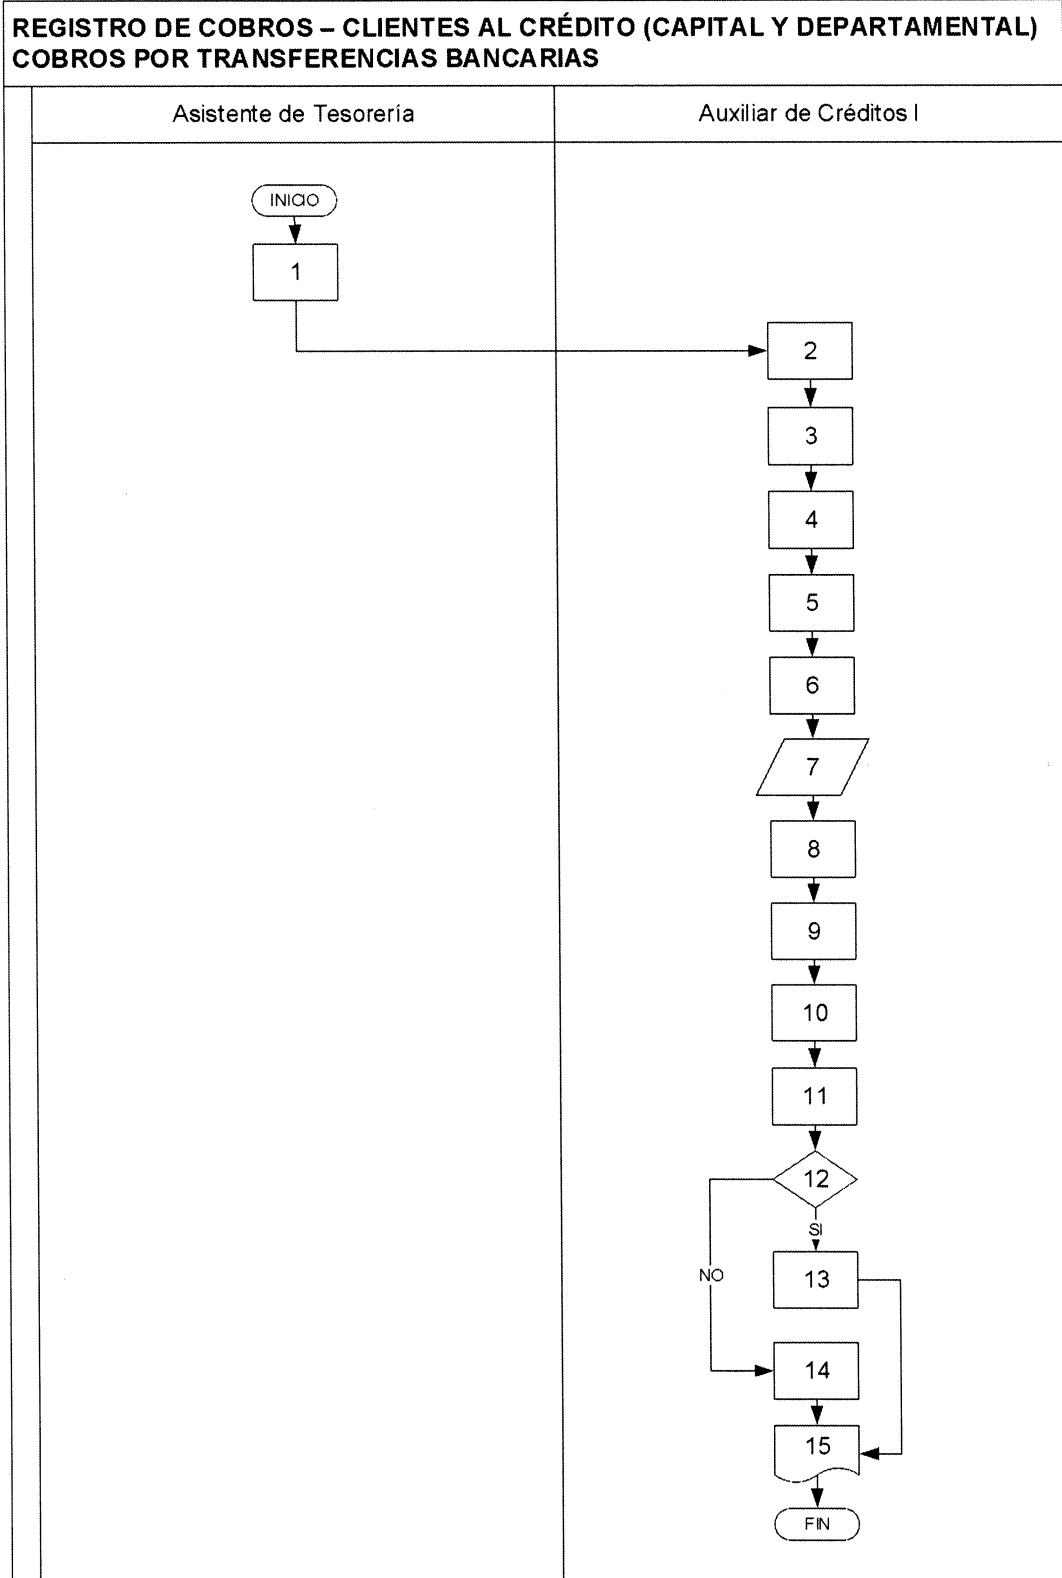 REGISTRO DE COBROS – CLIENTES AL CRÉDITO (CAPITAL Y DEPARTAMENTAL)
COBROS POR TRANSFERENCIAS BANCARIAS
Asistente de Tesorería
Auxiliar de Créditos I
INICIO
1
2
3
4
5
6
7
8
9
10
11
12
SI
NO
13
14
15
FIN